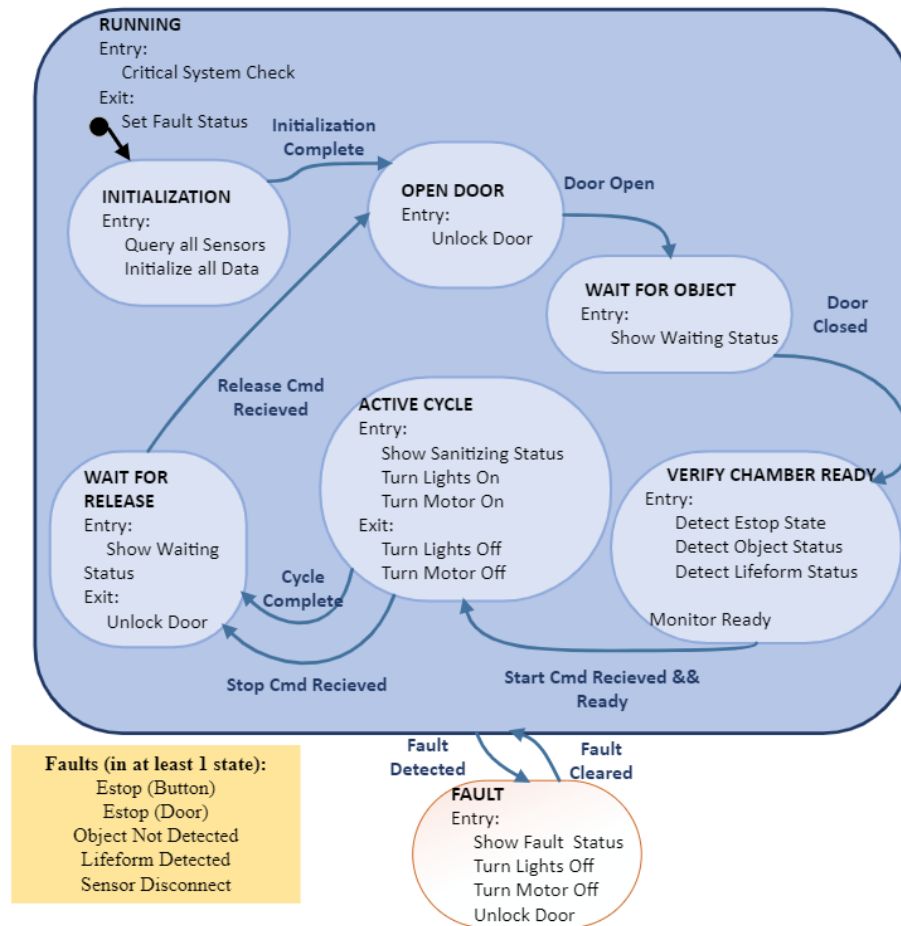 RUNNING
Entry:
Critical System Check
Exit:
Set Fault Status
Initialization
Complete
INITIALIZATION
Entry:
Query all Sensors
Initialize all Data
OPEN DOOR
Entry:
Unlock Door
Door Open
WAIT FOR OBJECT
Entry:
Show Waiting Status
Door
Closed
Release Cmd
Recieved
ACTIVE CYCLE
Entry:
Show Sanitizing Status
Turn Lights On
Turn Motor On
Exit:
Turn Lights Off
Turn Motor Off
VERIFY CHAMBER READY
Entry:
Detect Estop State
Detect Object Status
Detect Lifeform Status
Monitor Ready
WAIT FOR
RELEASE
Entry:
Show Waiting
Status
Exit:
Unlock Door
Cycle
Complete
Stop Cmd Recieved
Start Cmd Recieved &&
Ready
Fault
Detected
Fault
Cleared
Faults (in at least 1 state):
Estop (Button)
Estop (Door)
Object Not Detected
Lifeform Detected
Sensor Disconnect
FAULT
Entry:
Show Fault Status
Turn Lights Off
Turn Motor Off
Unlock Door